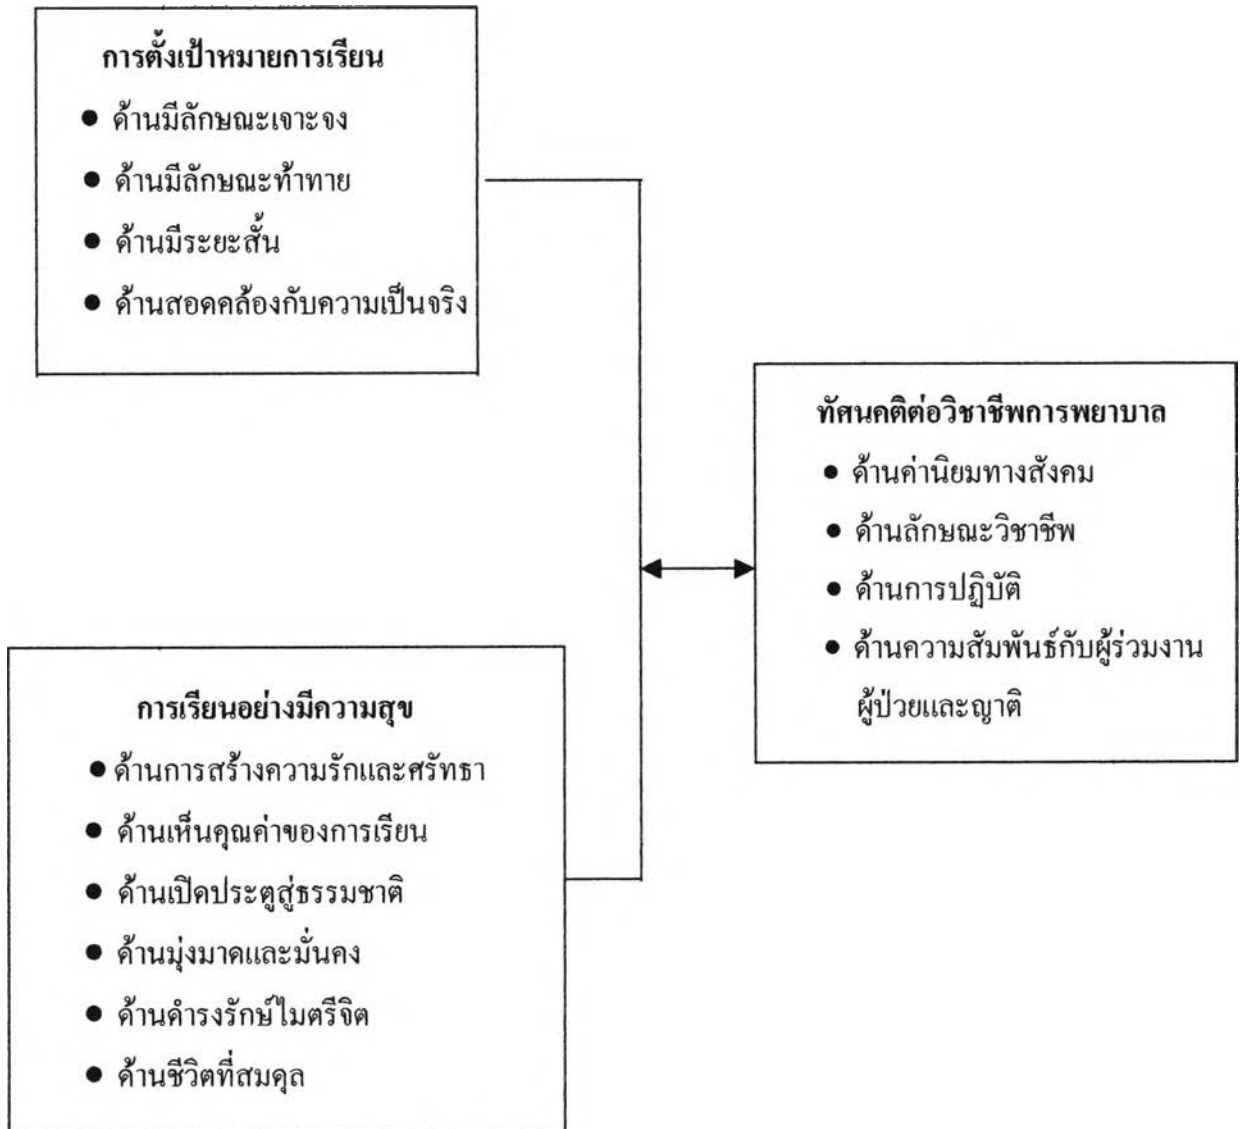 การตั้งเป้าหมายการเรียน
● ด้านมีลักษณะเจาะจง
● ด้านมีลักษณะท้าทาย
● ด้านมีระยะสั้น
● ด้านสอดคล้องกับความเป็นจริง
ทัศนคติต่อวิชาชีพการพยาบาล
● ด้านค่านิยมทางสังคม
● ด้านลักษณะวิชาชีพ
● ด้านการปฏิบัติ
● ด้านความสัมพันธ์กับผู้ร่วมงาน
ผู้ป่วยและญาติ
การเรียนอย่างมีความสุข
● ด้านการสร้างความรักและศรัทธา
● ด้านเห็นคุณค่าของการเรียน
● ด้านเปิดประตูสู่ธรรมชาติ
● ด้านมุ่งมาดและมั่นคง
● ด้านดำรงรักษ์ไมตรีจิต
● ด้านชีวิตที่สมดุล